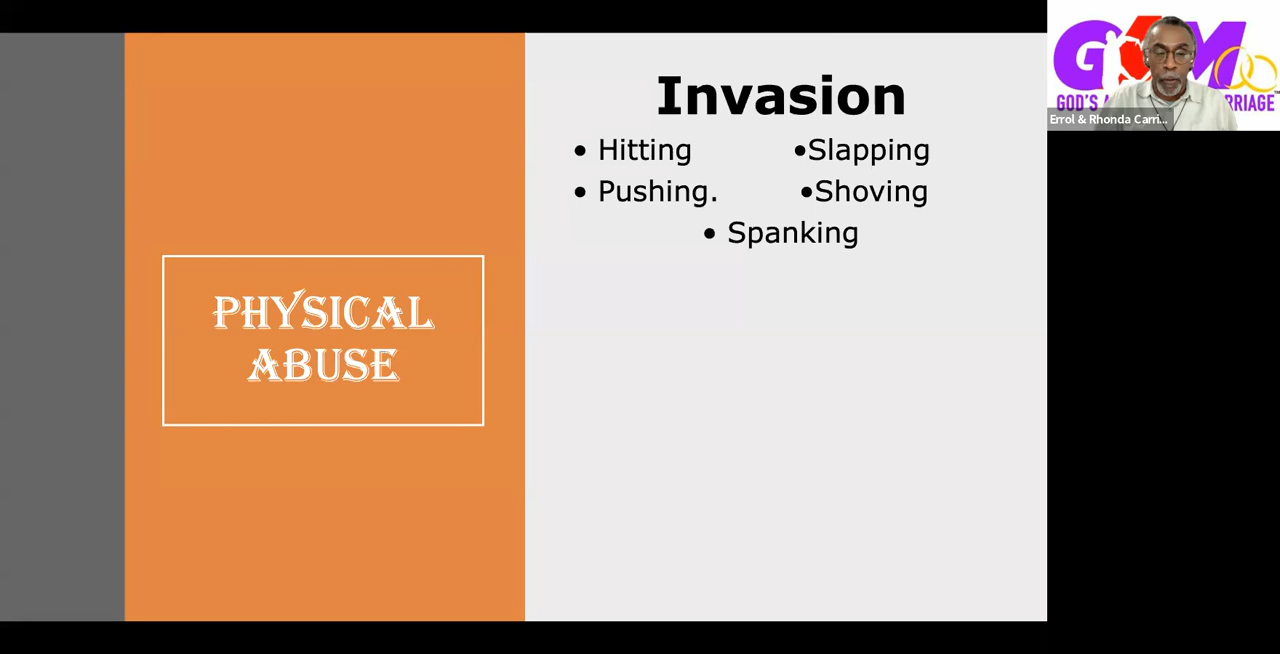 Invasion
• Hitting •Slapping
• Pushing. •Shoving
• Spanking
PHYSICAL
ABUSE
G M
GOD'S A RRIAGE
Errol & Rhonda Carri...